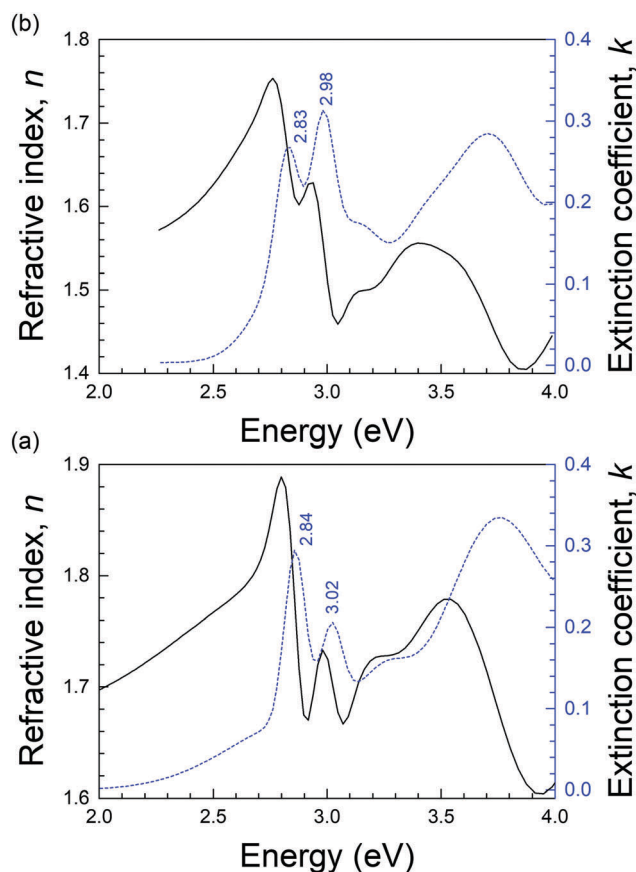 (b)
1.8
1.7
1.6
1.5
1.4
Refractive index, n
0.4
0.3
0.2
0.1
0.0
Extinction coefficient, k
2.83
2.98
2.0 2.5 3.0 3.5 4.0
Energy (eV)
(a)
1.9
1.8
1.7
1.6
Refractive index, n
0.4
0.3
0.2
0.1
0.0
Extinction coefficient, k
2.84
3.02
2.0 2.5 3.0 3.5 4.0
Energy (eV)